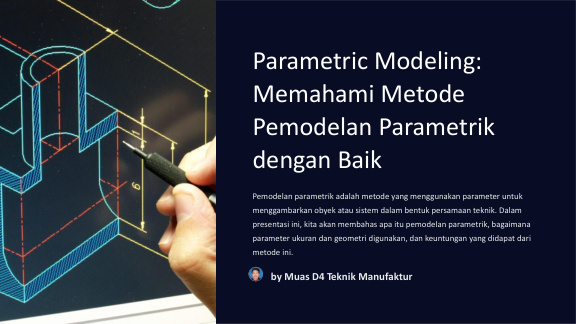 Parametric Modeling:
Memahami Metode
Pemodelan Parametrik
dengan Baik
Pemodelan parametrik adalah metode yang menggunakan parameter untuk
menggambarkan obyek atau sistem dalam bentuk persamaan teknik. Dalam
presentasi ini, kita akan membahas apa itu pemodelan parametrik, bagaimana
parameter ukuran dan geometri digunakan, dan keuntungan yang didapat dari
metode ini.
by Muas D4 Teknik Manufaktur